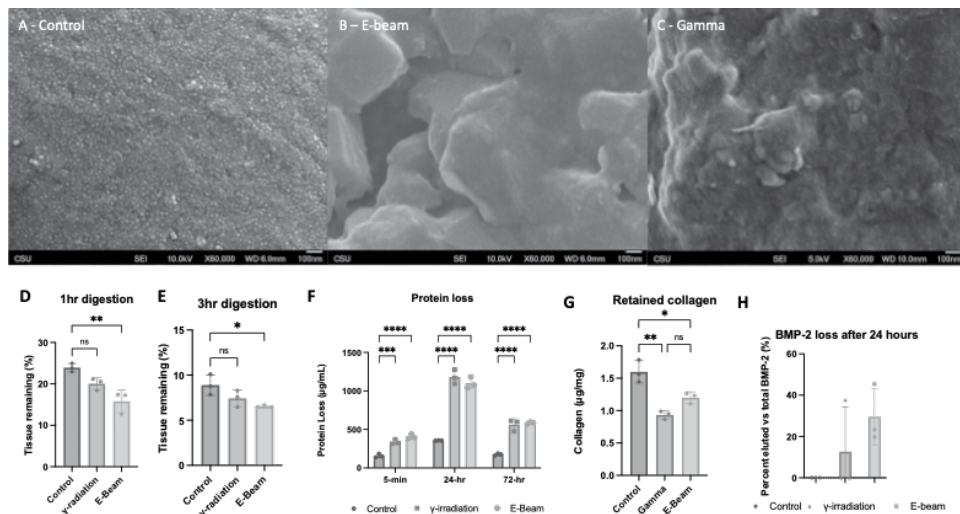 A - Control
B – E-beam
C - Gamma
CSU SEI 10.0kV X60,000 WD 6.0mm 100nm
CSU SEI 10.0kV X60,000 WD 6.0mm 100nm
CSU SEI 5.0kV X60,000 WD 10.0mm 100nm
D
1hr digestion
**
ns
Tissue remaining (%)
30
20
10
0
Control
γ-radiation
E-Beam
E
3hr digestion
*
ns
Tissue remaining (%)
15
10
5
0
Control
γ-radiation
E-Beam
F
Protein loss
**** **** ****
*** **** ****
Protein Loss (µg/mL)
1500
1000
500
0
5-min 24-hr 72-hr
Control γ-irradiation E-Beam
G
Retained collagen
*
** ns
Collagen (µg/mg)
2.0
1.5
1.0
0.5
0.0
Control
Gamma
E-Beam
H
BMP-2 loss after 24 hours
Percent eluted vs total BMP-2 (%)
60
40
20
0
Control γ-irradiation E-beam